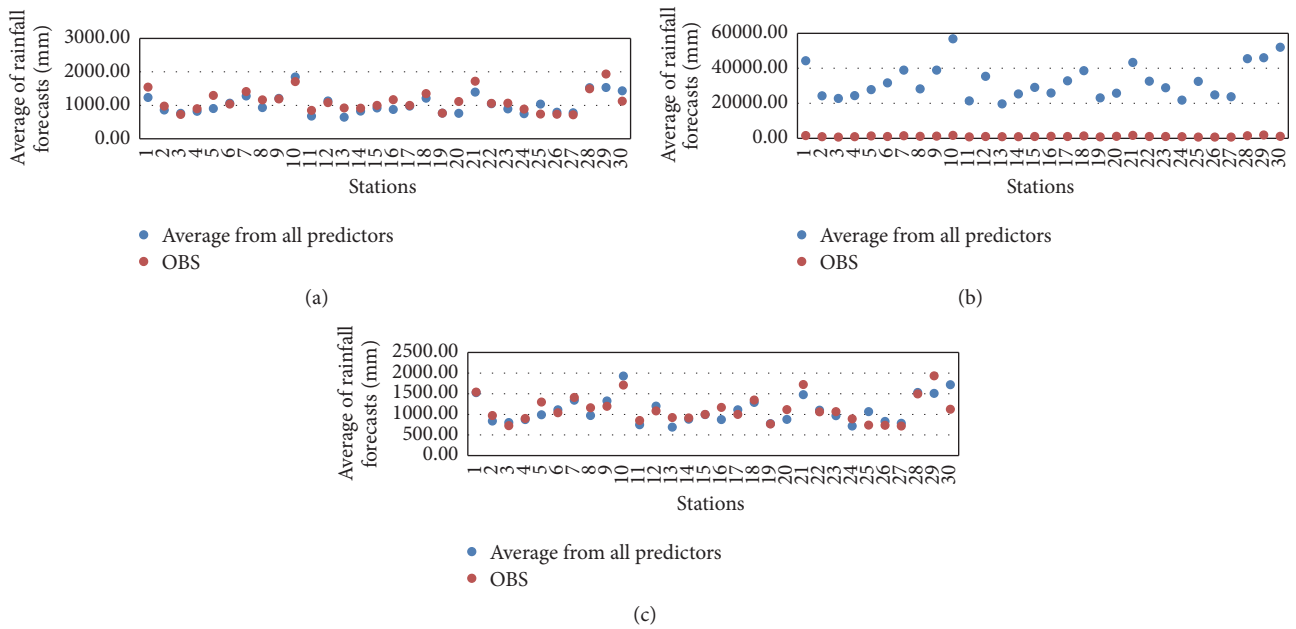 Average of rainfall
forecasts (mm)
3000.00
2000.00
1000.00
0.00
1 2 3 4 5 6 7 8 9 10 11 12 13 14 15 16 17 18 19 20 21 22 23 24 25 26 27 28 29 30
Stations
Average from all predictors
OBS
(a)
Average of rainfall
forecasts (mm)
60000.00
40000.00
20000.00
0.00
1 2 3 4 5 6 7 8 9 10 11 12 13 14 15 16 17 18 19 20 21 22 23 24 25 26 27 28 29 30
Stations
Average from all predictors
OBS
(b)
Average of rainfall
forecasts (mm)
2500.00
2000.00
1500.00
1000.00
500.00
0.00
1 2 3 4 5 6 7 8 9 10 11 12 13 14 15 16 17 18 19 20 21 22 23 24 25 26 27 28 29 30
Stations
Average from all predictors
OBS
(c)